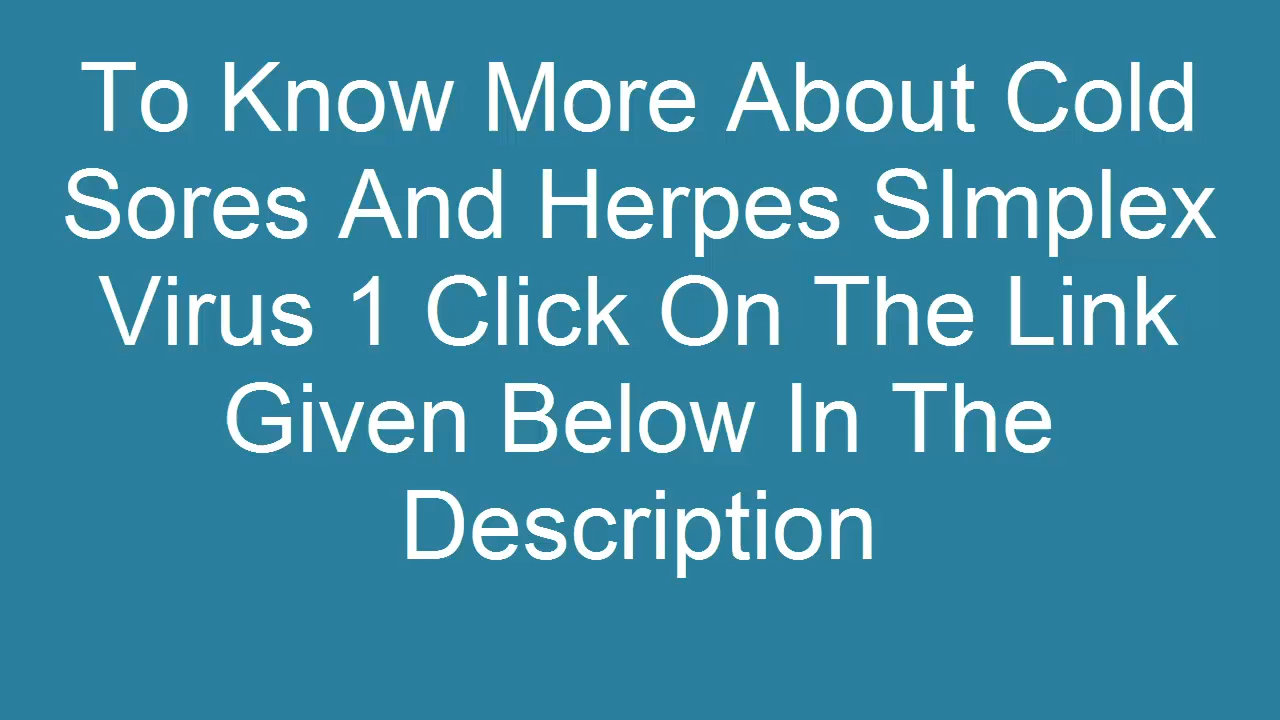 To Know More About Cold
Sores And Herpes SImplex
Virus 1 Click On The Link
Given Below In The
Description